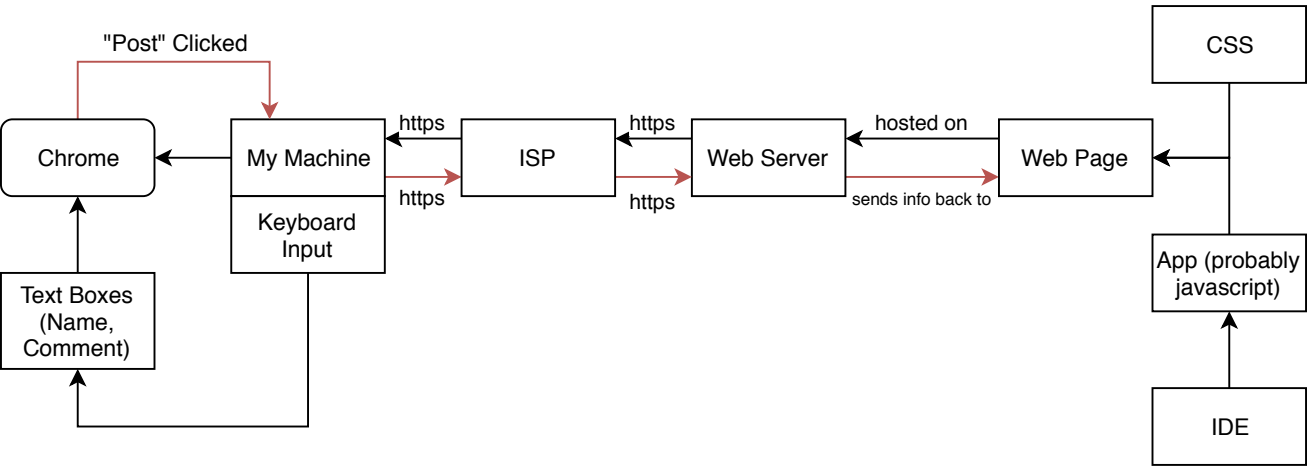 "Post" Clicked
CSS
Chrome
My Machine
https
https
ISP
https
https
Web Server
hosted on
sends info back to
Web Page
Keyboard
Input
Text Boxes
(Name,
Comment)
App (probably
javascript)
IDE